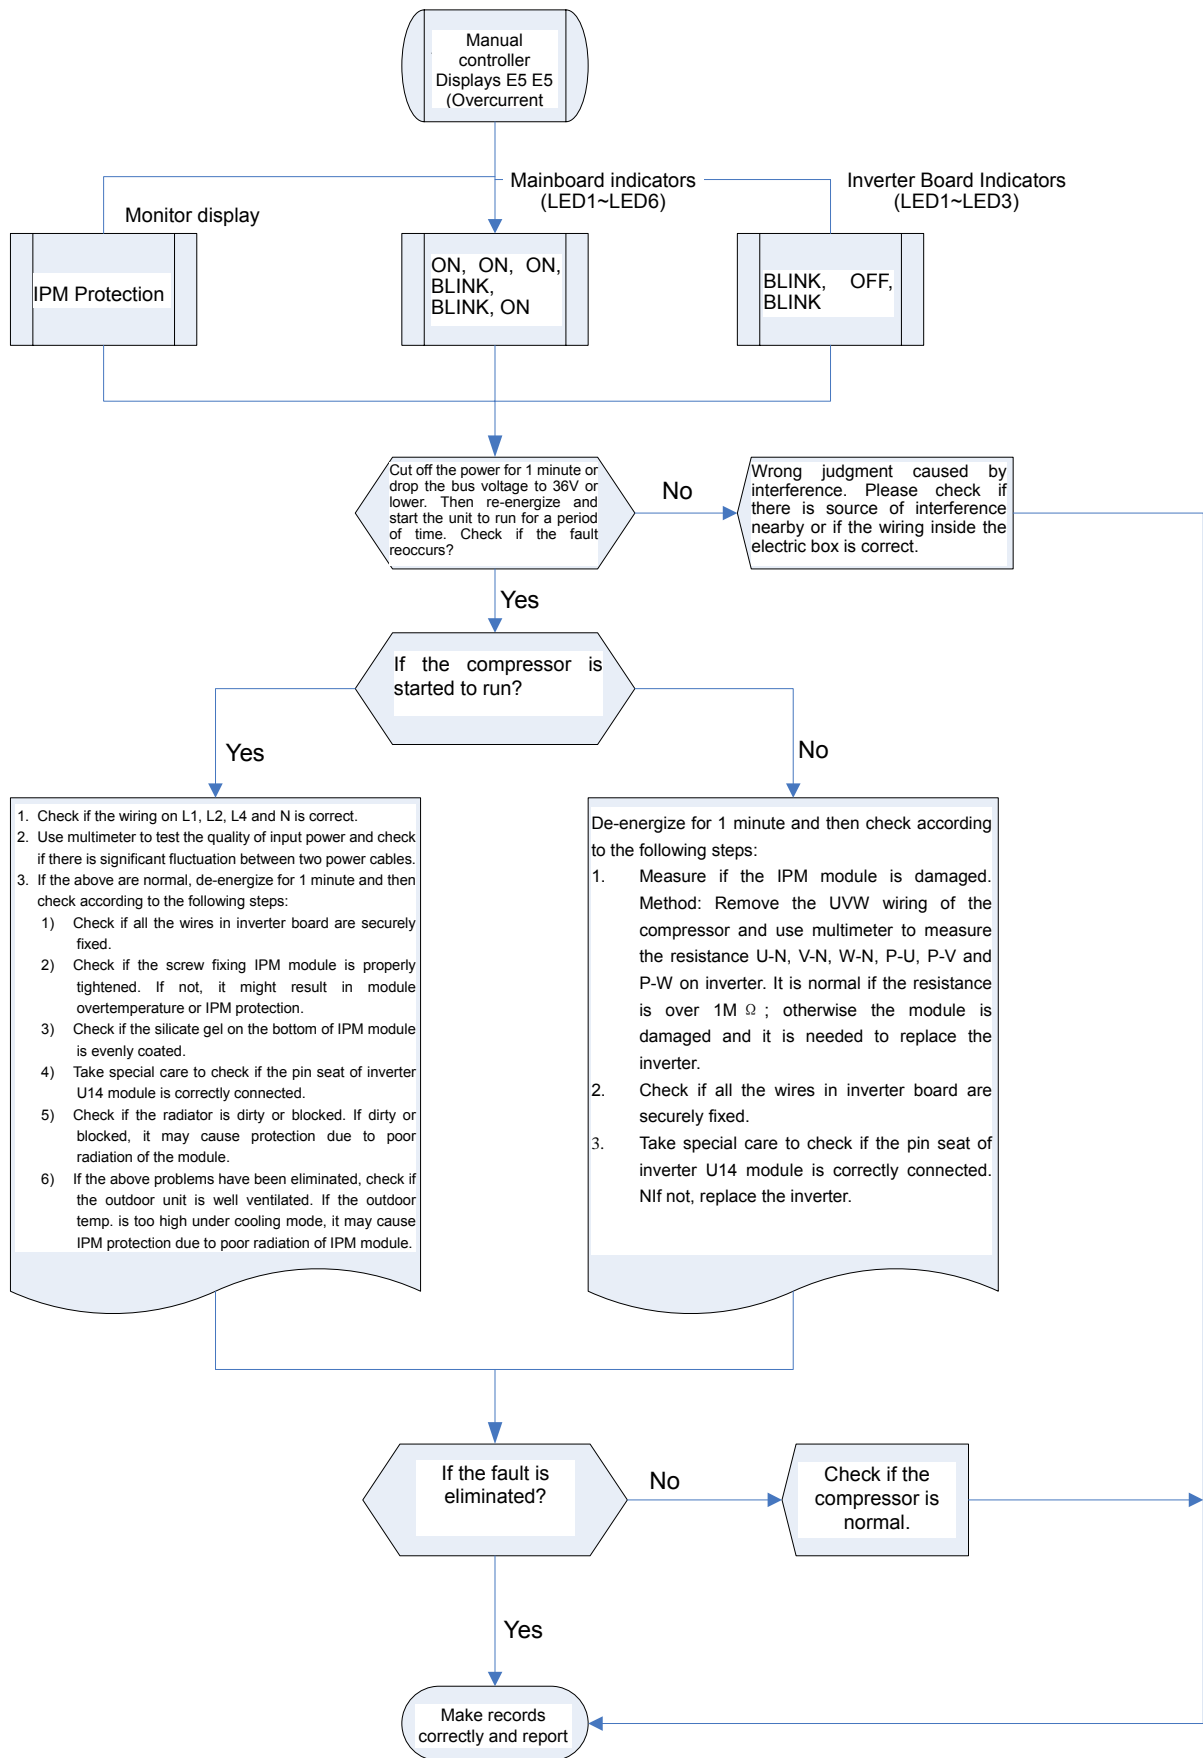 Manual
controller
Displays E5 E5
(Overcurrent
Mainboard indicators
(LED1~LED6)
Inverter Board Indicators
(LED1~LED3)
Monitor display
IPM Protection
ON, ON, ON,
BLINK,
BLINK, ON
BLINK, OFF,
BLINK
Cut off the power for 1 minute or
drop the bus voltage to 36V or
lower. Then re-energize and
start the unit to run for a period
of time. Check if the fault
reoccurs?
No
Wrong judgment caused by
interference. Please check if
there is source of interference
nearby or if the wiring inside the
electric box is correct.
Yes
If the compressor is
started to run?
Yes
No
1. Check if the wiring on L1, L2, L4 and N is correct.
2. Use multimeter to test the quality of input power and check
if there is significant fluctuation between two power cables.
3. If the above are normal, de-energize for 1 minute and then
check according to the following steps:
1) Check if all the wires in inverter board are securely
fixed.
2) Check if the screw fixing IPM module is properly
tightened. If not, it might result in module
overtemperature or IPM protection.
3) Check if the silicate gel on the bottom of IPM module
is evenly coated.
4) Take special care to check if the pin seat of inverter
U14 module is correctly connected.
5) Check if the radiator is dirty or blocked. If dirty or
blocked, it may cause protection due to poor
radiation of the module.
6) If the above problems have been eliminated, check if
the outdoor unit is well ventilated. If the outdoor
temp. is too high under cooling mode, it may cause
IPM protection due to poor radiation of IPM module.
De-energize for 1 minute and then check according
to the following steps:
1. Measure if the IPM module is damaged.
Method: Remove the UVW wiring of the
compressor and use multimeter to measure
the resistance U-N, V-N, W-N, P-U, P-V and
P-W on inverter. It is normal if the resistance
is over 1M Ω ; otherwise the module is
damaged and it is needed to replace the
inverter.
2. Check if all the wires in inverter board are
securely fixed.
3. Take special care to check if the pin seat of
inverter U14 module is correctly connected.
NIf not, replace the inverter.
If the fault is
eliminated?
No
Check if the
compressor is
normal.
Yes
Make records
correctly and report